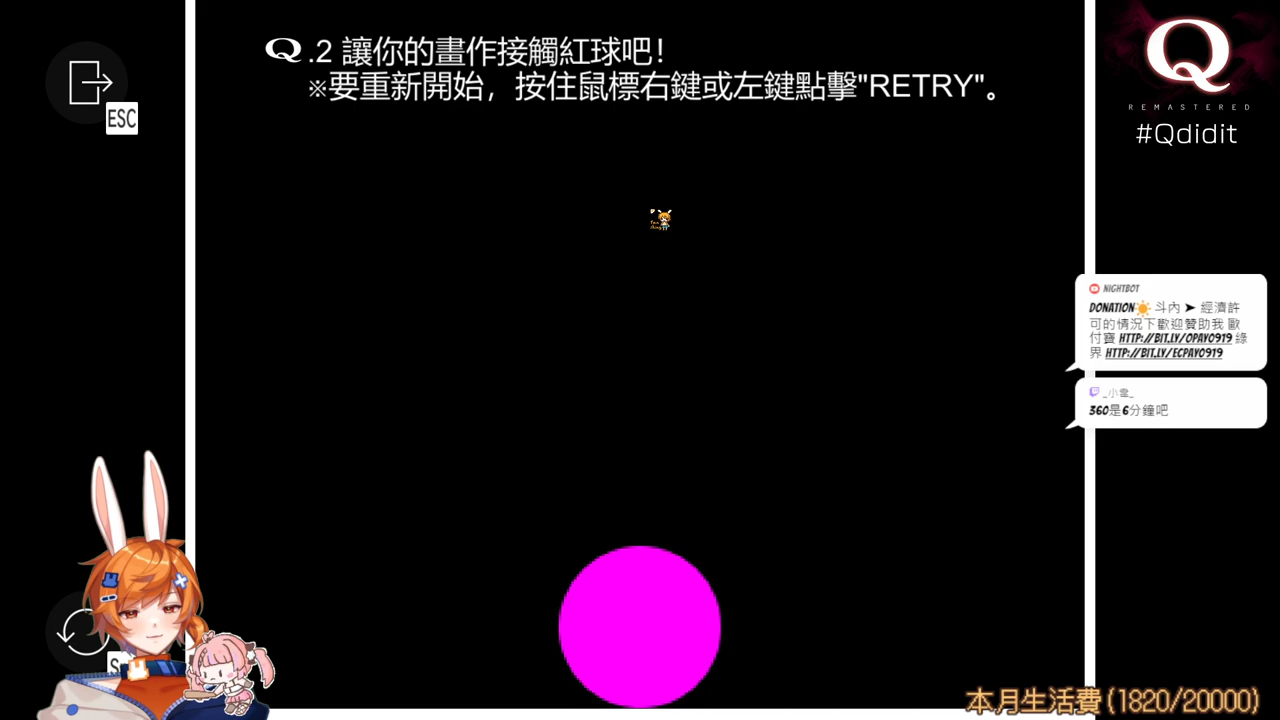 Q.2 讓你的畫作接觸紅球吧!
※要重新開始，按住鼠標右鍵或左鍵點擊"RETRY"。
ESC
Q
REMASTERED
#Qdidit
NIGHTBOT
DONATION☀️ 斗內 ➤ 經濟許
可的情況下歡迎贊助我 歐
付寶 HTTP://BIT.LY/OPAY0919 綠
界 HTTP://BIT.LY/ECPAY0919
_小韋_
360是6分鐘吧
本月生活費(1820/20000)